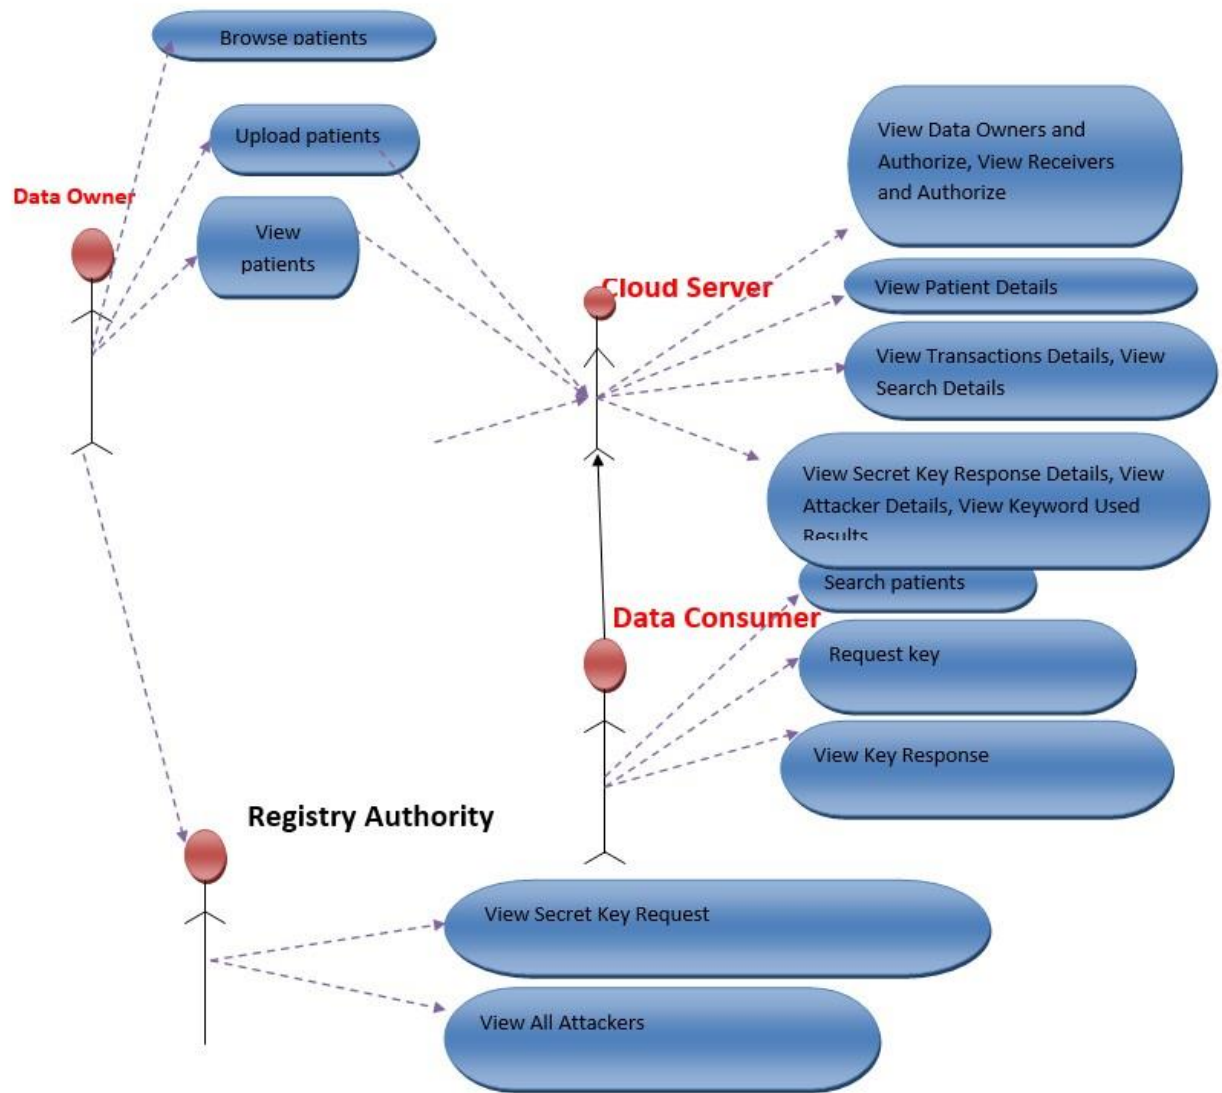 Browse patients
Upload patients
Data Owner
View
patients
View Data Owners and
Authorize, View Receivers
and Authorize
Cloud Server
View Patient Details
View Transactions Details, View
Search Details
View Secret Key Response Details, View
Attacker Details, View Keyword Used
Results
Search patients
Data Consumer
Request key
View Key Response
Registry Authority
View Secret Key Request
View All Attackers